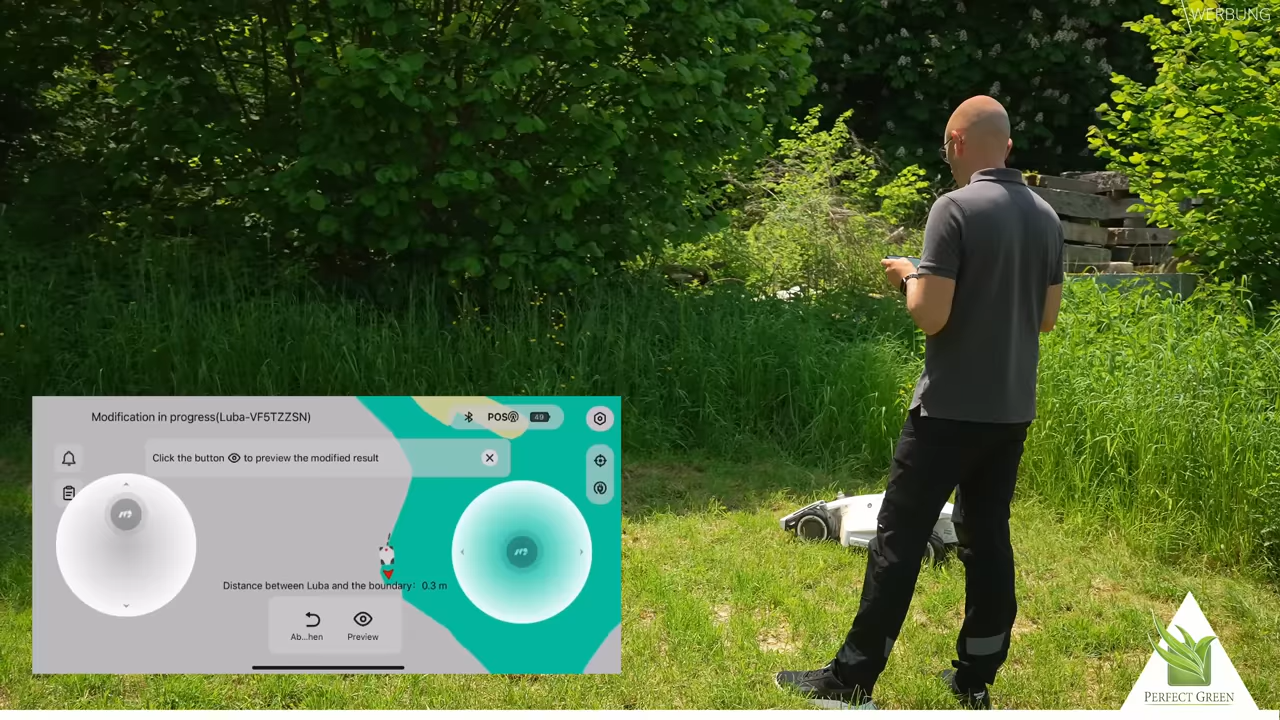 WERBUNG
Modification in progress(Luba-VF5TZZSN)
POS
49
Click the button to preview the modified result
Distance between Luba and the boundary: 0.3 m
Ab...hen
Preview
PERFECT GREEN